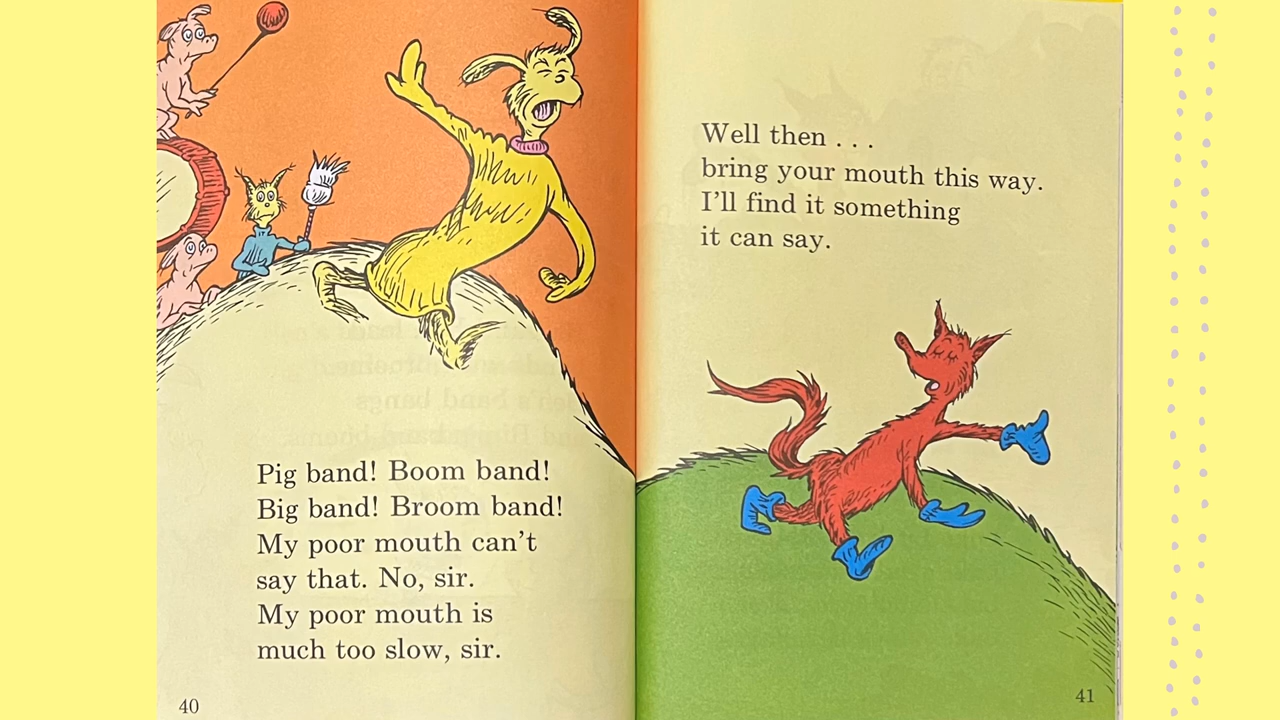 Pig band! Boom band!
Big band! Broom band!
My poor mouth can't
say that. No, sir.
My poor mouth is
much too slow, sir.
40
Well then . . .
bring your mouth this way.
I'll find it something
it can say.
41